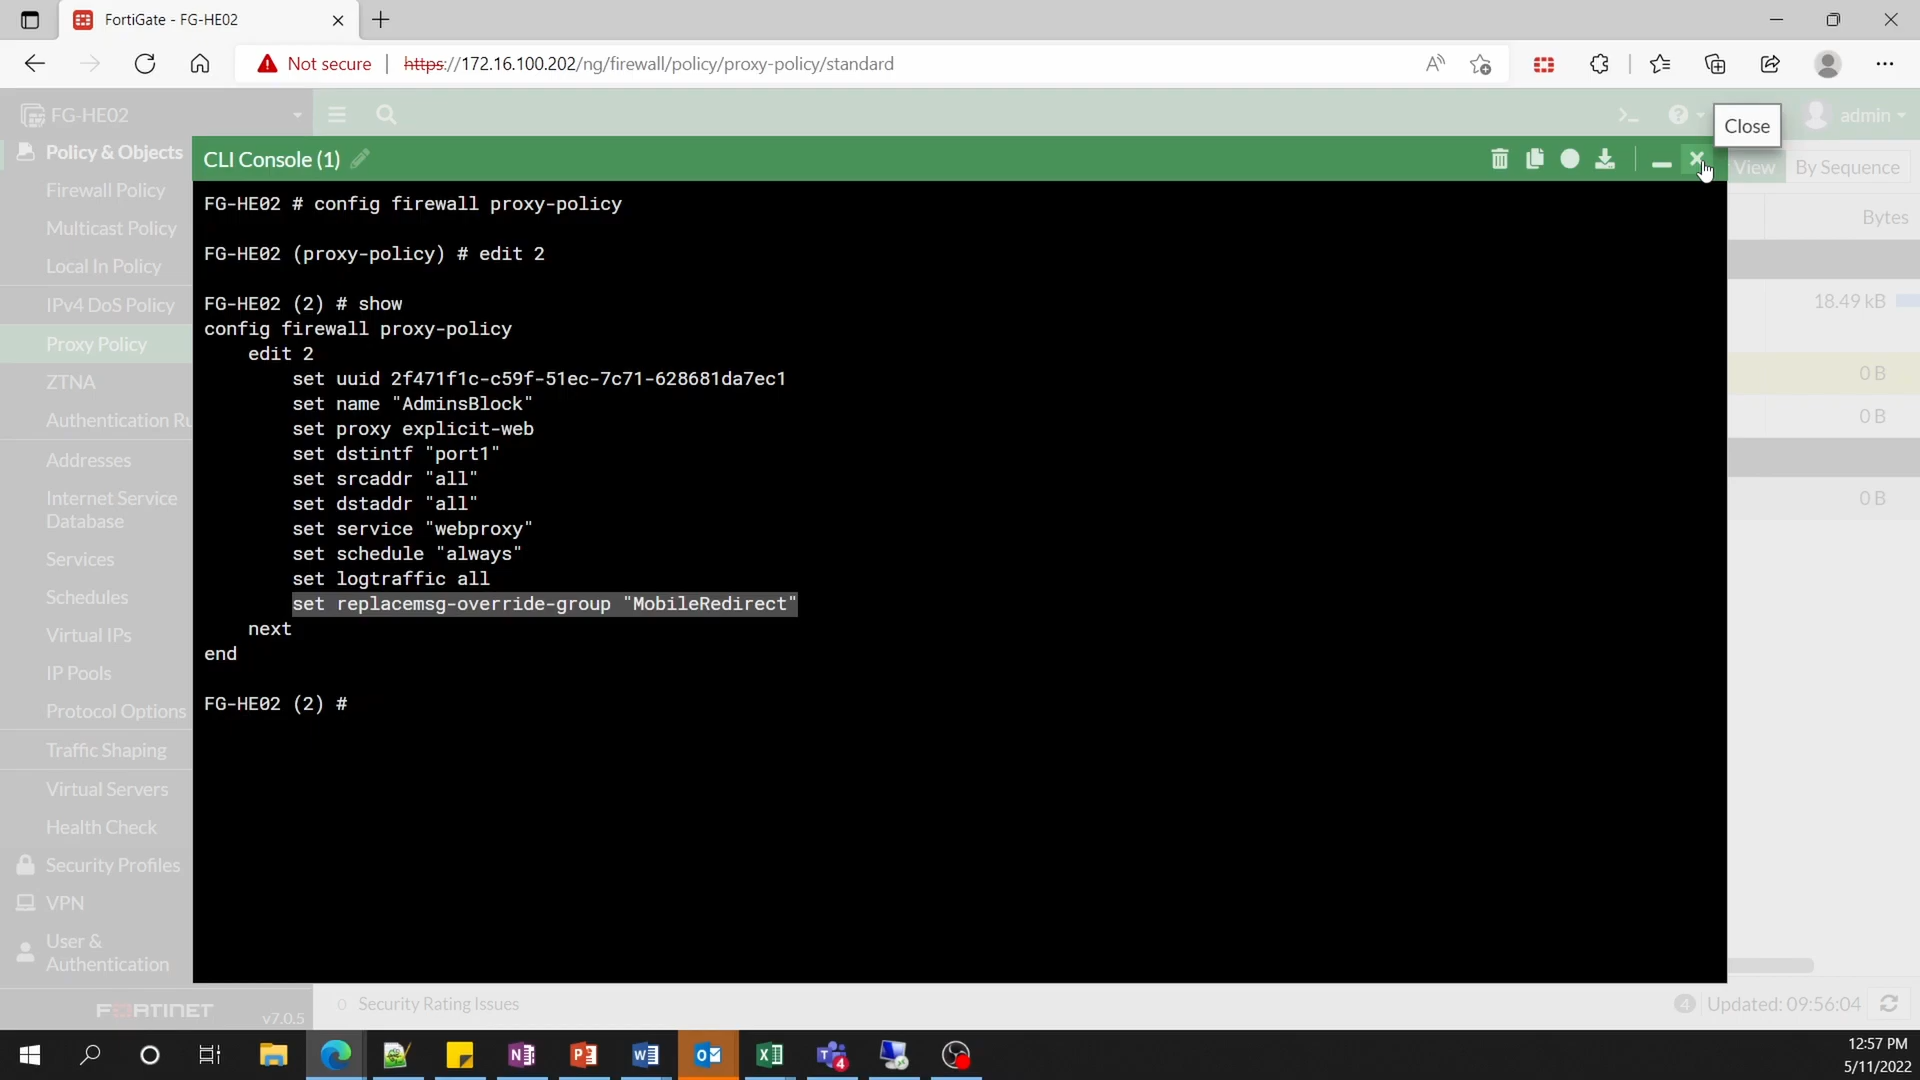 FortiGate - FG-HE02
Not secure
https://172.16.100.202/ng/firewall/policy/proxy-policy/standard
FG-HE02
admin
Close
Policy & Objects
CLI Console (1)
View
By Sequence
Firewall Policy
Multicast Policy
Local In Policy
IPv4 DoS Policy
Proxy Policy
ZTNA
Authentication Ru
Addresses
Internet Service
Database
Services
Schedules
Virtual IPs
IP Pools
Protocol Options
Traffic Shaping
Virtual Servers
Health Check
Security Profiles
VPN
User &
Authentication
FORTINET
v7.0.5
FG-HE02 # config firewall proxy-policy
FG-HE02 (proxy-policy) # edit 2
FG-HE02 (2) # show
config firewall proxy-policy
edit 2
set uuid 2f471f1c-c59f-51ec-7c71-628681da7ec1
set name "AdminsBlock"
set proxy explicit-web
set dstintf "port1"
set srcaddr "all"
set dstaddr "all"
set service "webproxy"
set schedule "always"
set logtraffic all
set replacemsg-override-group "MobileRedirect"
next
end
FG-HE02 (2) #
Bytes
18.49 kB
0 B
0 B
0 B
0 Security Rating Issues
4 Updated: 09:56:04
4
12:57 PM
5/11/2022